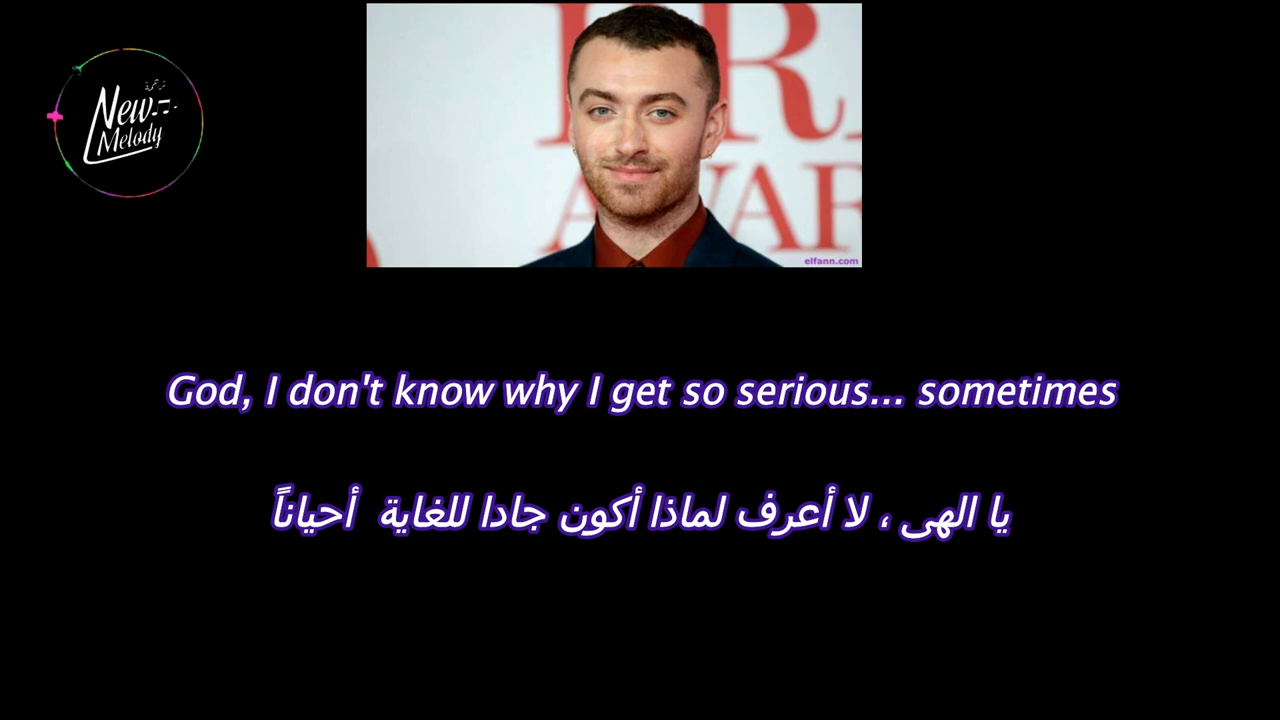 ترجمة
New
Melody
BR
AWAR
elfann.com
God, I don't know why I get so serious... sometimes
يا الهى ، لا أعرف لماذا أكون جادا للغاية أحياناً